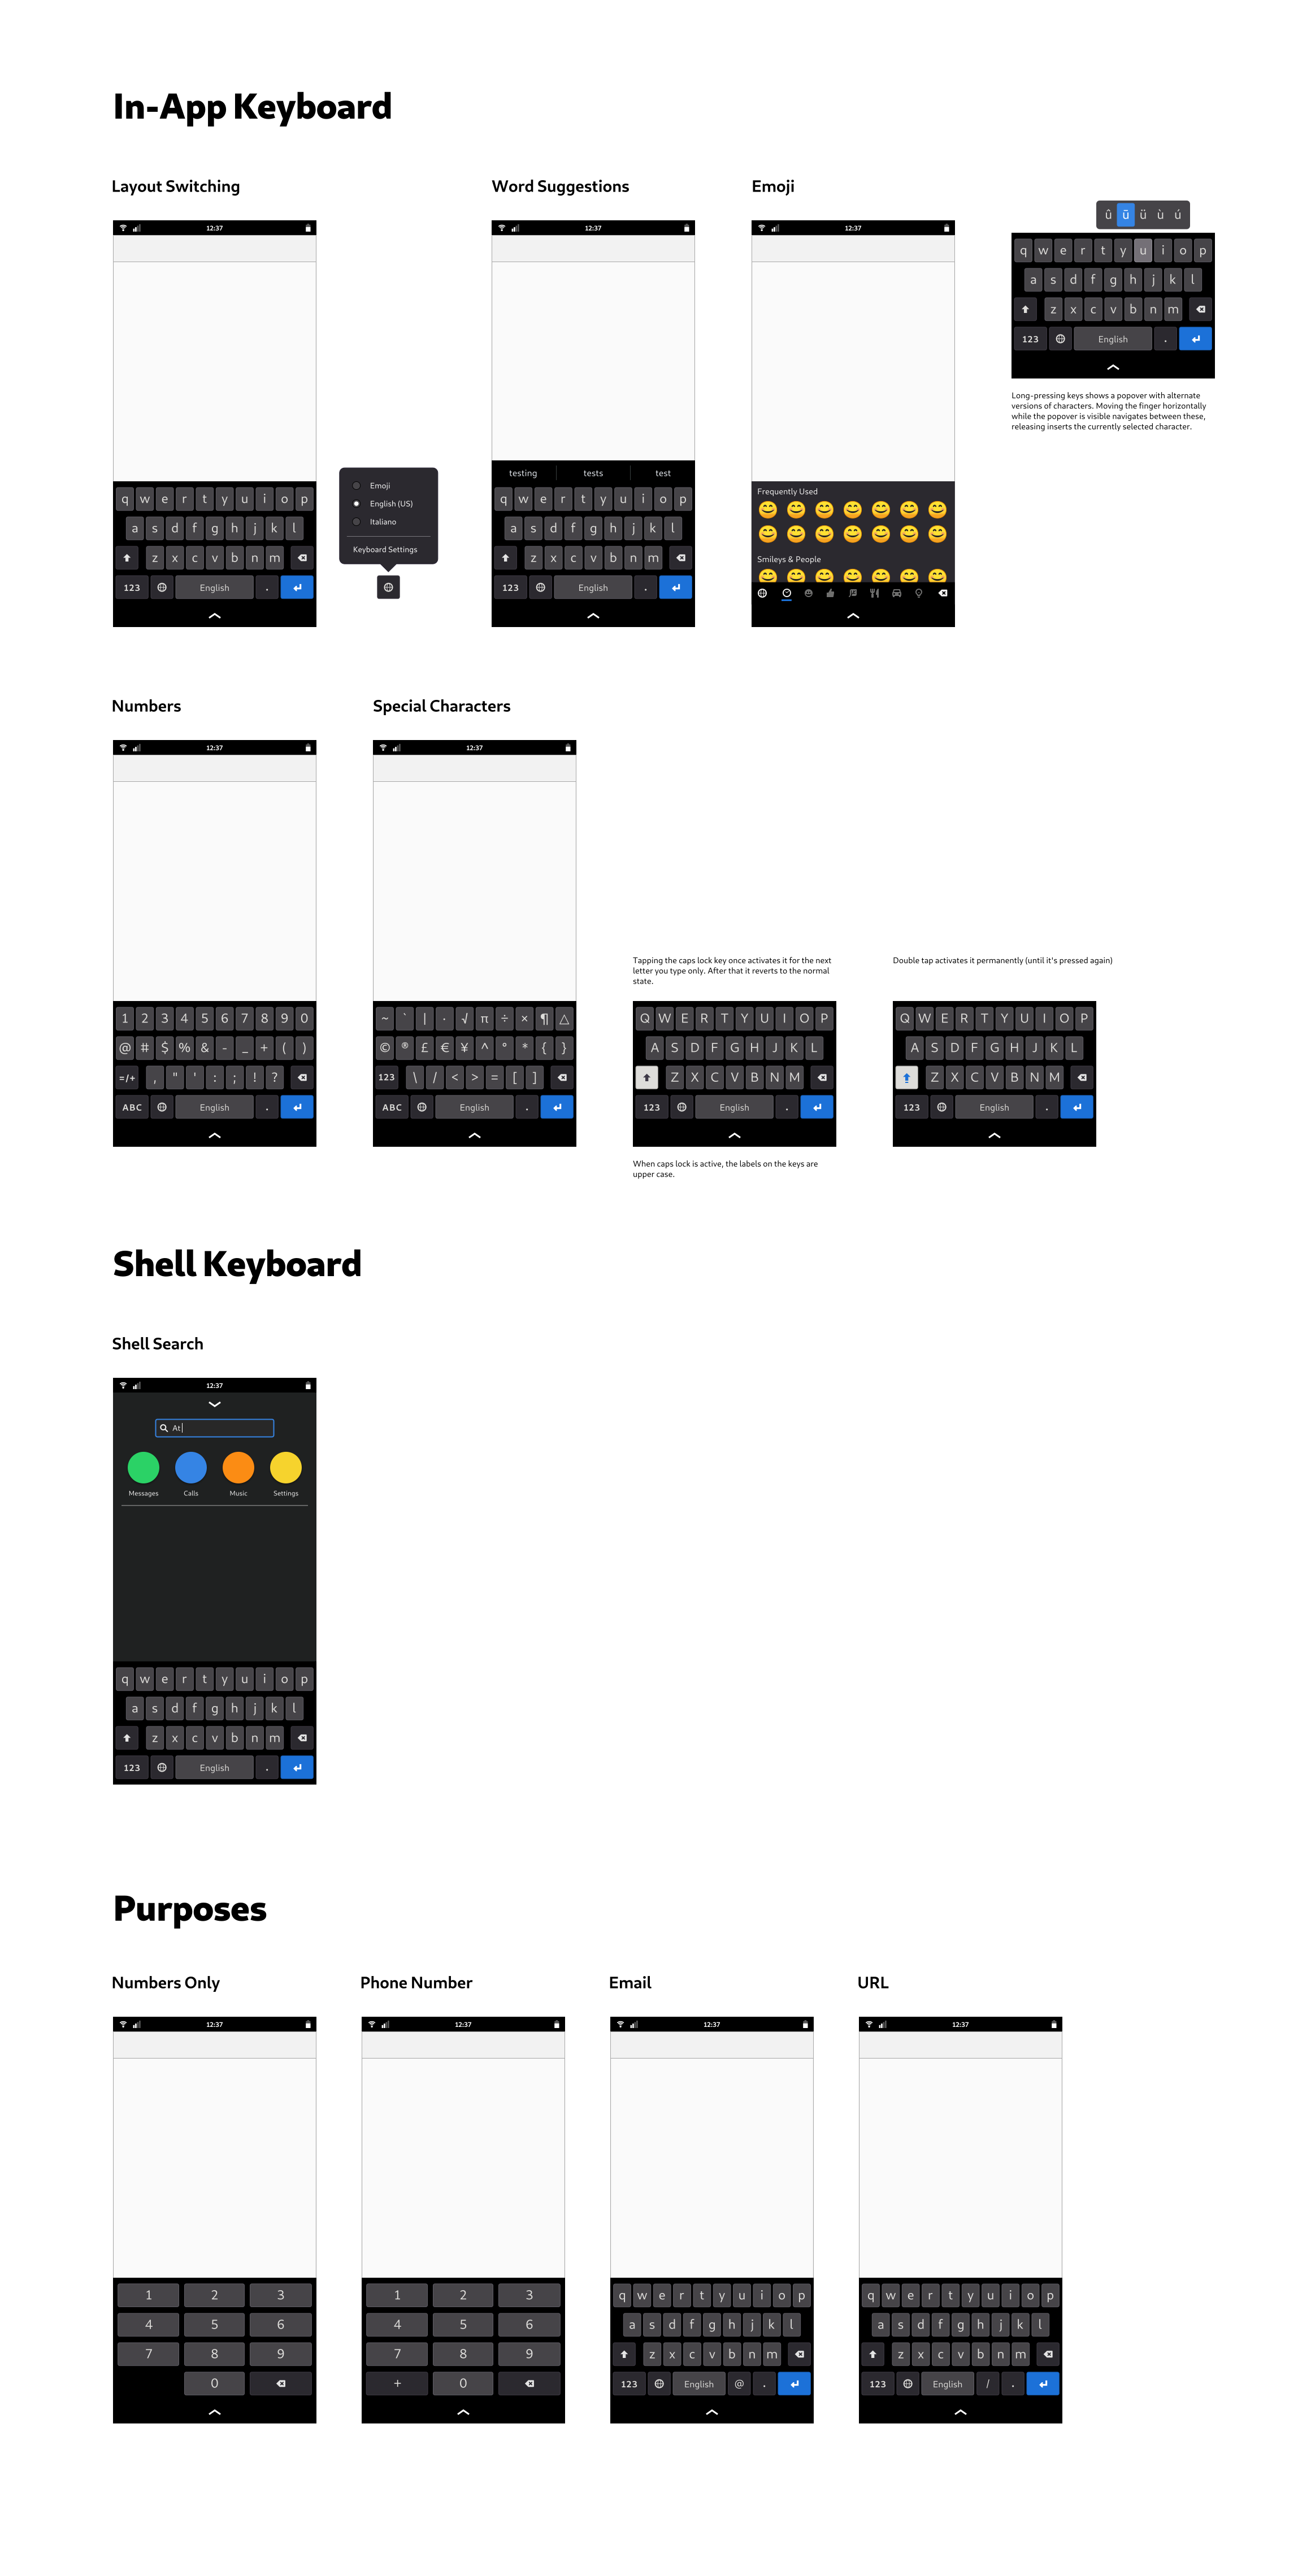 In-App Keyboard
Layout Switching
12:37
q w e r t y u i o p
a s d f g h j k l
z x c v b n m
123 English .
Emoji
English (US)
Italiano
Keyboard Settings
Word Suggestions
12:37
testing tests test
q w e r t y u i o p
a s d f g h j k l
z x c v b n m
123 English .
Emoji
12:37
Frequently Used
Smileys & People
û ū ü ù ú
q w e r t y u i o p
a s d f g h j k l
z x c v b n m
123 English .
Long-pressing keys shows a popover with alternate
versions of characters. Moving the finger horizontally
while the popover is visible navigates between these,
releasing inserts the currently selected character.
Numbers
12:37
1 2 3 4 5 6 7 8 9 0
@ # $ % & - _ + ( )
=/+ , " ' : ; ! ?
ABC English .
Special Characters
12:37
~ ` | · √ π ÷ × ¶ △
© ® £ € ¥ ^ ° * { }
123 \ / < > = [ ]
ABC English .
Tapping the caps lock key once activates it for the next
letter you type only. After that it reverts to the normal
state.
Q W E R T Y U I O P
A S D F G H J K L
Z X C V B N M
123 English .
When caps lock is active, the labels on the keys are
upper case.
Double tap activates it permanently (until it's pressed again)
Q W E R T Y U I O P
A S D F G H J K L
Z X C V B N M
123 English .
Shell Keyboard
Shell Search
12:37
At
Messages Calls Music Settings
q w e r t y u i o p
a s d f g h j k l
z x c v b n m
123 English .
Purposes
Numbers Only
12:37
1 2 3
4 5 6
7 8 9
0
Phone Number
12:37
1 2 3
4 5 6
7 8 9
+ 0
Email
12:37
q w e r t y u i o p
a s d f g h j k l
z x c v b n m
123 English @ .
URL
12:37
q w e r t y u i o p
a s d f g h j k l
z x c v b n m
123 English / .